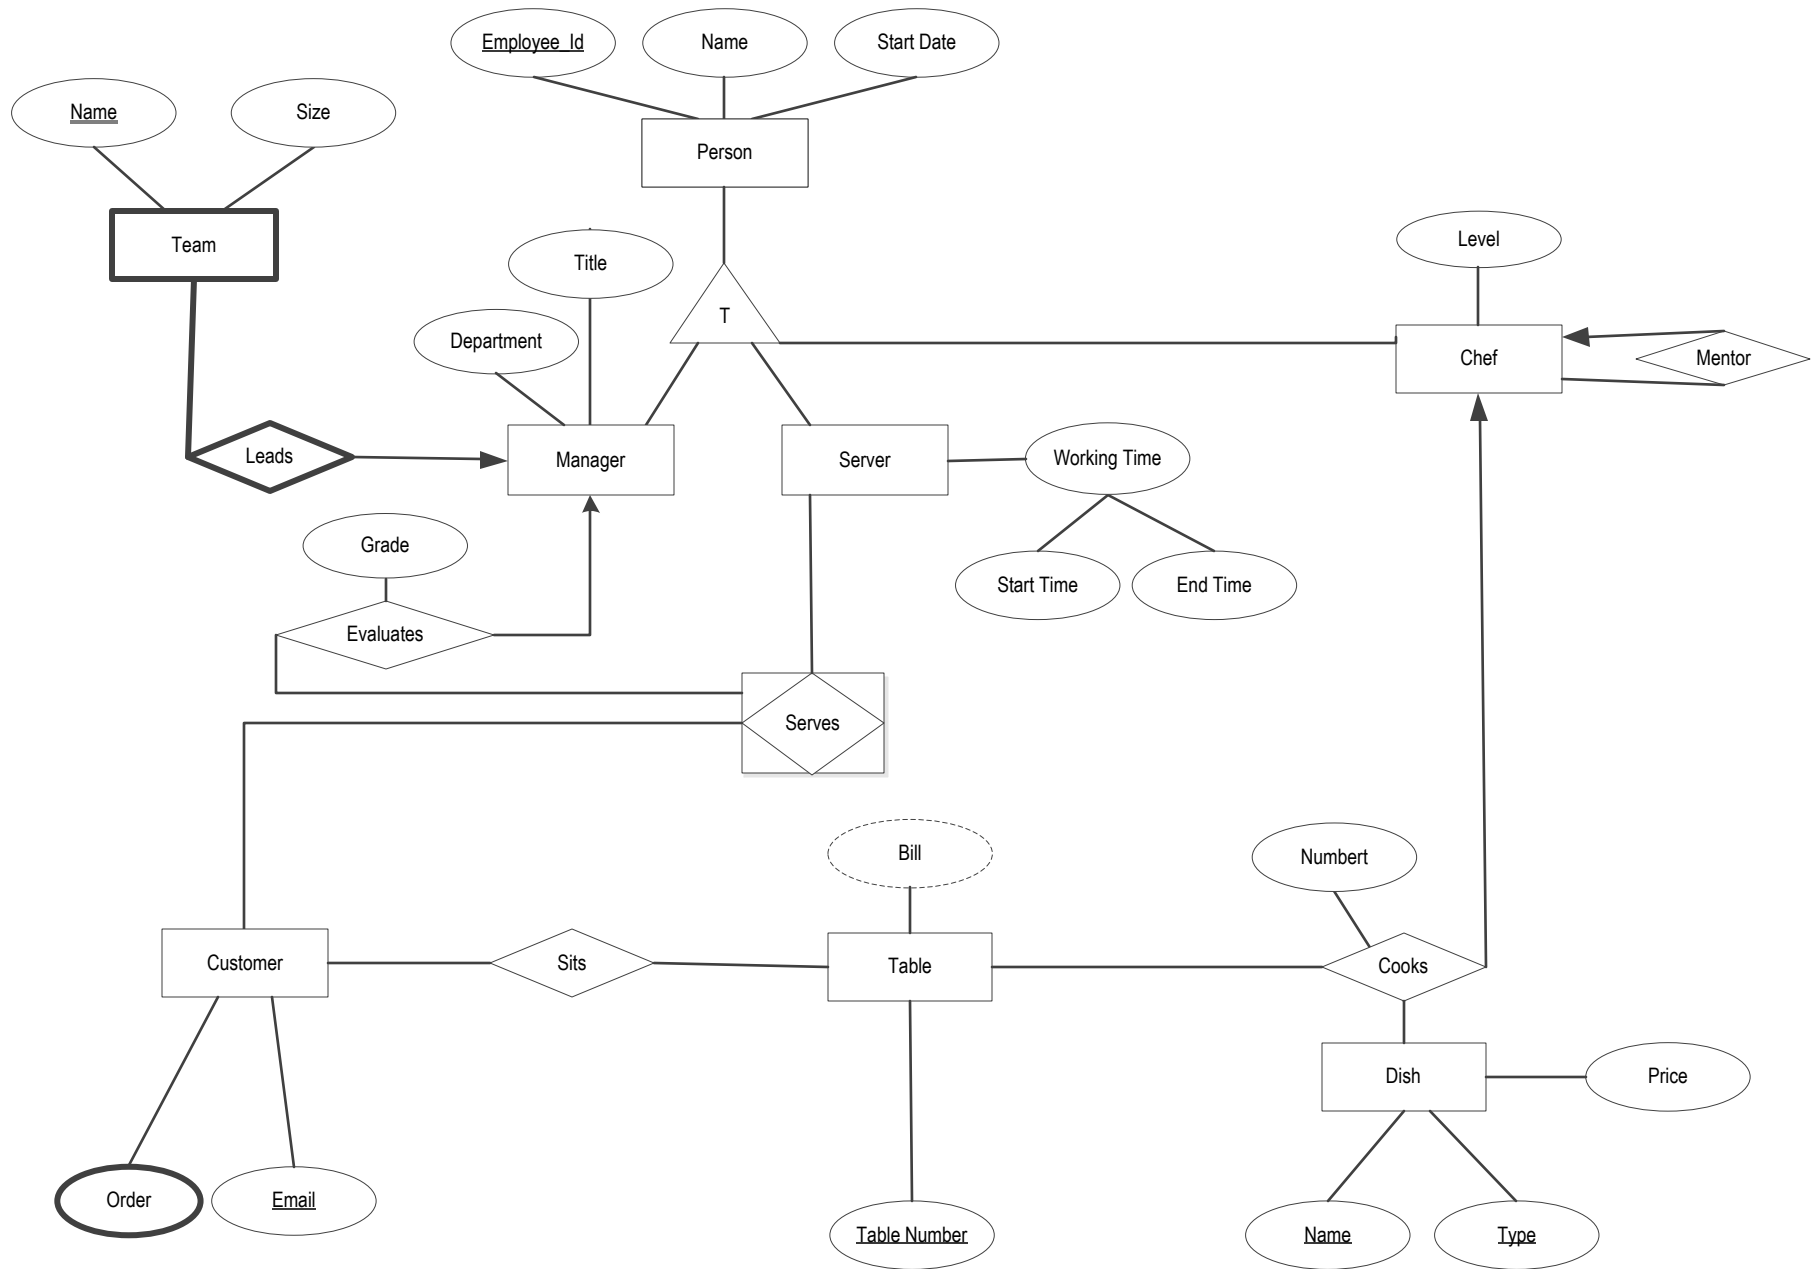 Employee_Id
Name
Start Date
Name
Size
Person
Team
Level
Title
T
Department
Chef
Mentor
Leads
Manager
Server
Working Time
Grade
Start Time
End Time
Evaluates
Serves
Bill
Numbert
Customer
Sits
Table
Cooks
Dish
Price
Order
Email
Table Number
Name
Type